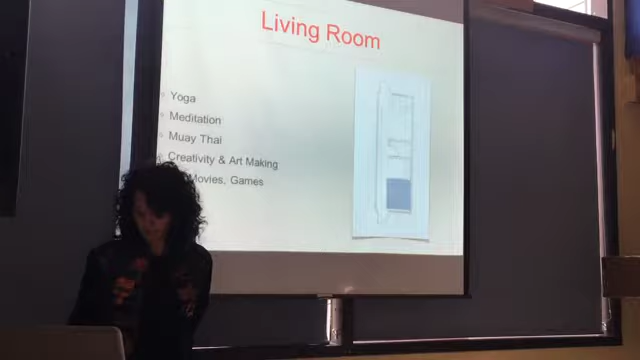 Living Room
Yoga
Meditation
Muay Thai
Creativity & Art Making
Movies, Games